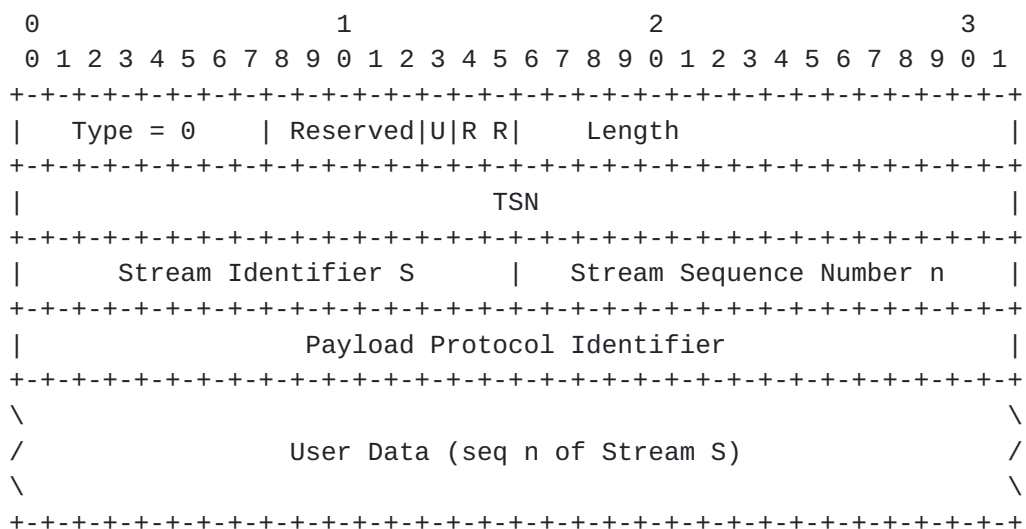 0                   1                   2                   3
 0 1 2 3 4 5 6 7 8 9 0 1 2 3 4 5 6 7 8 9 0 1 2 3 4 5 6 7 8 9 0 1
+-+-+-+-+-+-+-+-+-+-+-+-+-+-+-+-+-+-+-+-+-+-+-+-+-+-+-+-+-+-+-+-+
|   Type = 0    | Reserved|U|R R|    Length                     |
+-+-+-+-+-+-+-+-+-+-+-+-+-+-+-+-+-+-+-+-+-+-+-+-+-+-+-+-+-+-+-+-+
|                              TSN                              |
+-+-+-+-+-+-+-+-+-+-+-+-+-+-+-+-+-+-+-+-+-+-+-+-+-+-+-+-+-+-+-+-+
|      Stream Identifier S      |   Stream Sequence Number n    |
+-+-+-+-+-+-+-+-+-+-+-+-+-+-+-+-+-+-+-+-+-+-+-+-+-+-+-+-+-+-+-+-+
|                  Payload Protocol Identifier                  |
+-+-+-+-+-+-+-+-+-+-+-+-+-+-+-+-+-+-+-+-+-+-+-+-+-+-+-+-+-+-+-+-+
\                                                               \
/                 User Data (seq n of Stream S)                 /
\                                                               \
+-+-+-+-+-+-+-+-+-+-+-+-+-+-+-+-+-+-+-+-+-+-+-+-+-+-+-+-+-+-+-+-+